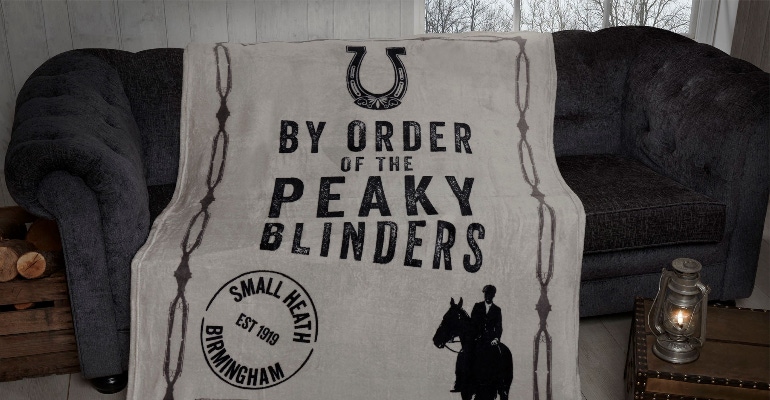 BY ORDER
OF THE
PEAKY
BLINDERS
SMALL HEATH
EST 1919
BIRMINGHAM